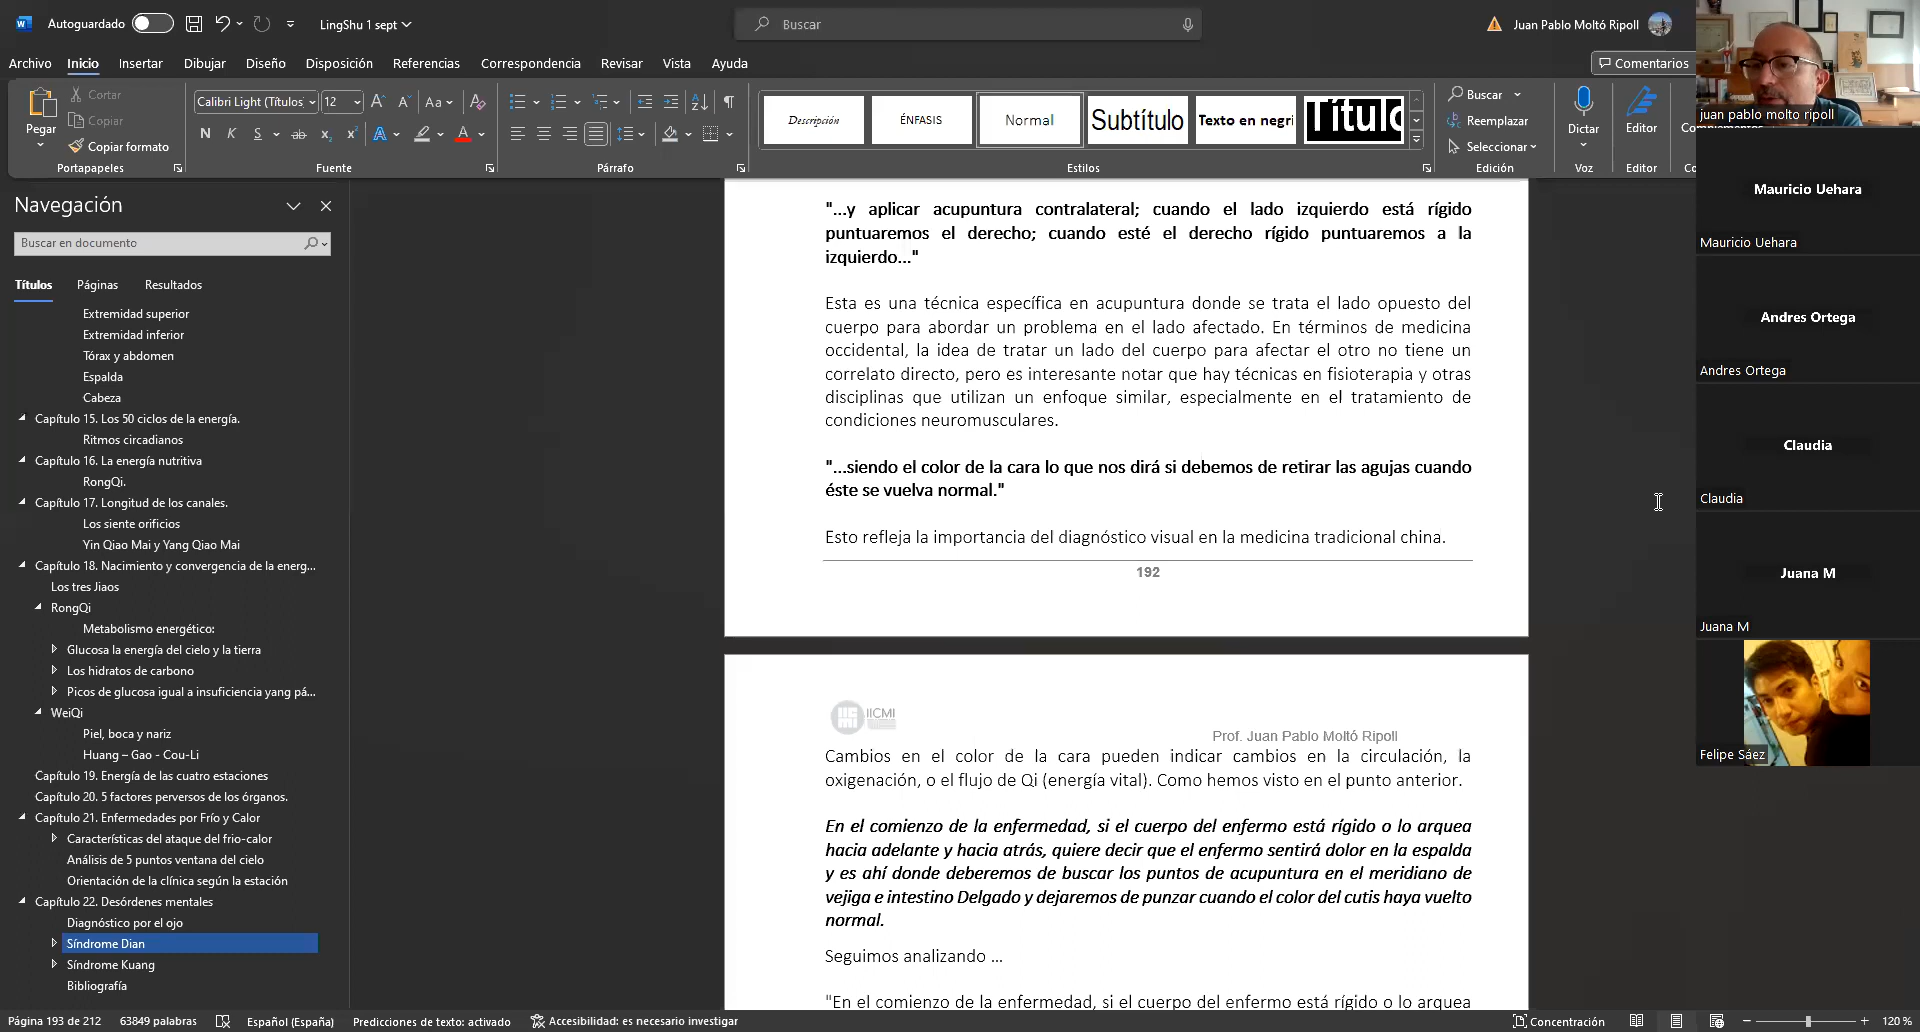 Autoguardado
LingShu 1 sept
Buscar
Juan Pablo Moltó Ripoll
Archivo Inicio Insertar Dibujar Diseño Disposición Referencias Correspondencia Revisar Vista Ayuda
Comentarios
Pegar
Cortar
Copiar
Copiar formato
Portapapeles
Calibri Light (Títulos 12
Aa
N K S ab x₂ x² A A
Fuente
Párrafo
Descripción
ÉNFASIS
Normal
Subtítulo
Texto en negri
Título
Estilos
Buscar
Reemplazar
Seleccionar
Edición
Dictar
Voz
Editor
Editor
Navegación
Buscar en documento
Títulos Páginas Resultados
Extremidad superior
Extremidad inferior
Tórax y abdomen
Espalda
Cabeza
Capítulo 15. Los 50 ciclos de la energía.
Ritmos circadianos
Capítulo 16. La energía nutritiva
RongQi.
Capítulo 17. Longitud de los canales.
Los siente orificios
Yin Qiao Mai y Yang Qiao Mai
Capítulo 18. Nacimiento y convergencia de la energ...
Los tres Jiaos
RongQi
Metabolismo energético:
Glucosa la energía del cielo y la tierra
Los hidratos de carbono
Picos de glucosa igual a insuficiencia yang pá...
WeiQi
Piel, boca y nariz
Huang – Gao - Cou-Li
Capítulo 19. Energía de las cuatro estaciones
Capítulo 20. 5 factores perversos de los órganos.
Capítulo 21. Enfermedades por Frío y Calor
Características del ataque del frio-calor
Análisis de 5 puntos ventana del cielo
Orientación de la clínica según la estación
Capítulo 22. Desórdenes mentales
Diagnóstico por el ojo
Síndrome Dian
Síndrome Kuang
Bibliografía
"...y aplicar acupuntura contralateral; cuando el lado izquierdo está rígido
puntuaremos el derecho; cuando esté el derecho rígido puntuaremos a la
izquierdo..."
Esta es una técnica específica en acupuntura donde se trata el lado opuesto del
cuerpo para abordar un problema en el lado afectado. En términos de medicina
occidental, la idea de tratar un lado del cuerpo para afectar el otro no tiene un
correlato directo, pero es interesante notar que hay técnicas en fisioterapia y otras
disciplinas que utilizan un enfoque similar, especialmente en el tratamiento de
condiciones neuromusculares.
"...siendo el color de la cara lo que nos dirá si debemos de retirar las agujas cuando
éste se vuelva normal."
Esto refleja la importancia del diagnóstico visual en la medicina tradicional china.
192
IICMI
Prof. Juan Pablo Moltó Ripoll
Cambios en el color de la cara pueden indicar cambios en la circulación, la
oxigenación, o el flujo de Qi (energía vital). Como hemos visto en el punto anterior.
En el comienzo de la enfermedad, si el cuerpo del enfermo está rígido o lo arquea
hacia adelante y hacia atrás, quiere decir que el enfermo sentirá dolor en la espalda
y es ahí donde deberemos de buscar los puntos de acupuntura en el meridiano de
vejiga e intestino Delgado y dejaremos de punzar cuando el color del cutis haya vuelto
normal.
Seguimos analizando ...
"En el comienzo de la enfermedad, si el cuerpo del enfermo está rígido o lo arquea
juan pablo molto ripoll
Mauricio Uehara
Mauricio Uehara
Andres Ortega
Andres Ortega
Claudia
Claudia
Juana M
Juana M
Felipe Sáez
Página 193 de 212 63849 palabras Español (España) Predicciones de texto: activado Accesibilidad: es necesario investigar
Concentración 120 %